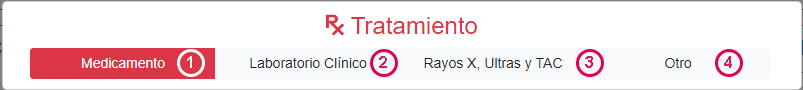 ℞ Tratamiento
Medicamento 1 Laboratorio Clínico 2 Rayos X, Ultras y TAC 3 Otro 4